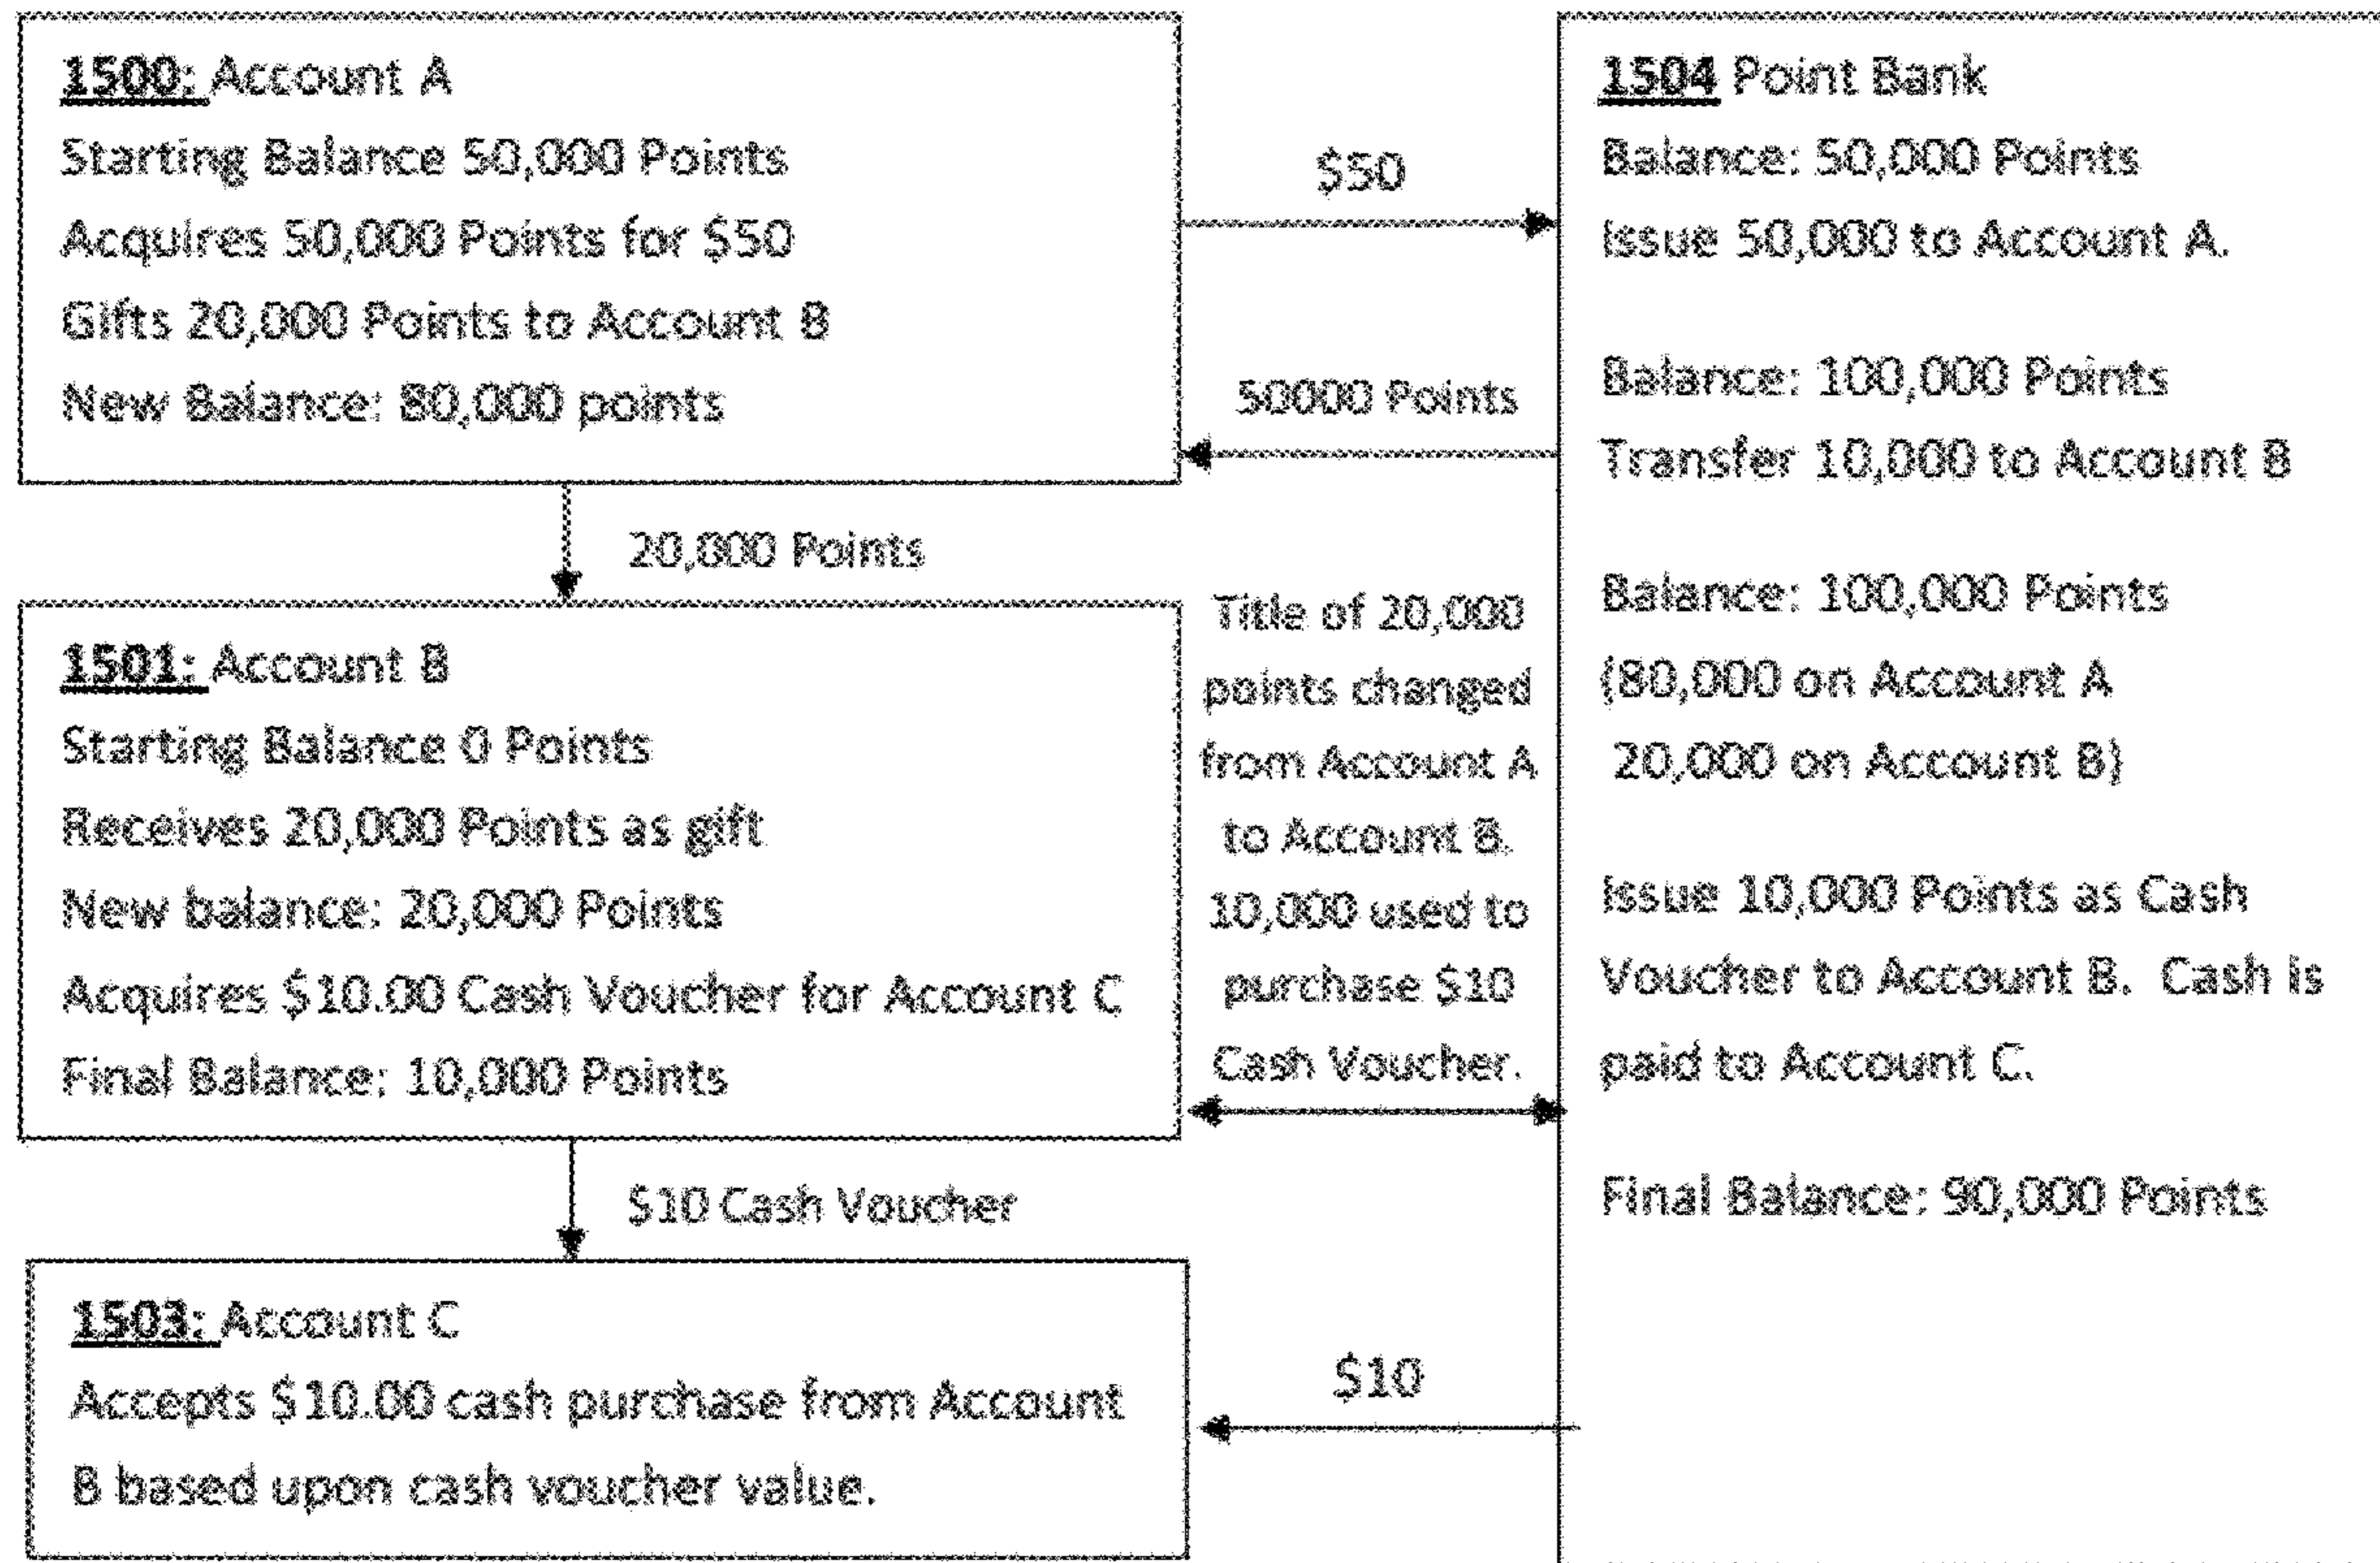 1500: Account A
Starting Balance 50,000 Points
Acquires 50,000 Points for $50
Gifts 20,000 Points to Account B
New Balance: 80,000 points
$50
50000 Points
20,000 Points
1501: Account B
Starting Balance 0 Points
Receives 20,000 Points as gift
New balance: 20,000 Points
Acquires $10.00 Cash Voucher for Account C
Final Balance: 10,000 Points
Title of 20,000
points changed
from Account A
to Account B.
10,000 used to
purchase $10
Cash Voucher.
$10 Cash Voucher
1503: Account C
Accepts $10.00 cash purchase from Account
B based upon cash voucher value.
$10
1504 Point Bank
Balance: 50,000 Points
Issue 50,000 to Account A.
Balance: 100,000 Points
Transfer 10,000 to Account B
Balance: 100,000 Points
(80,000 on Account A
20,000 on Account B)
Issue 10,000 Points as Cash
Voucher to Account B. Cash is
paid to Account C.
Final Balance: 90,000 Points